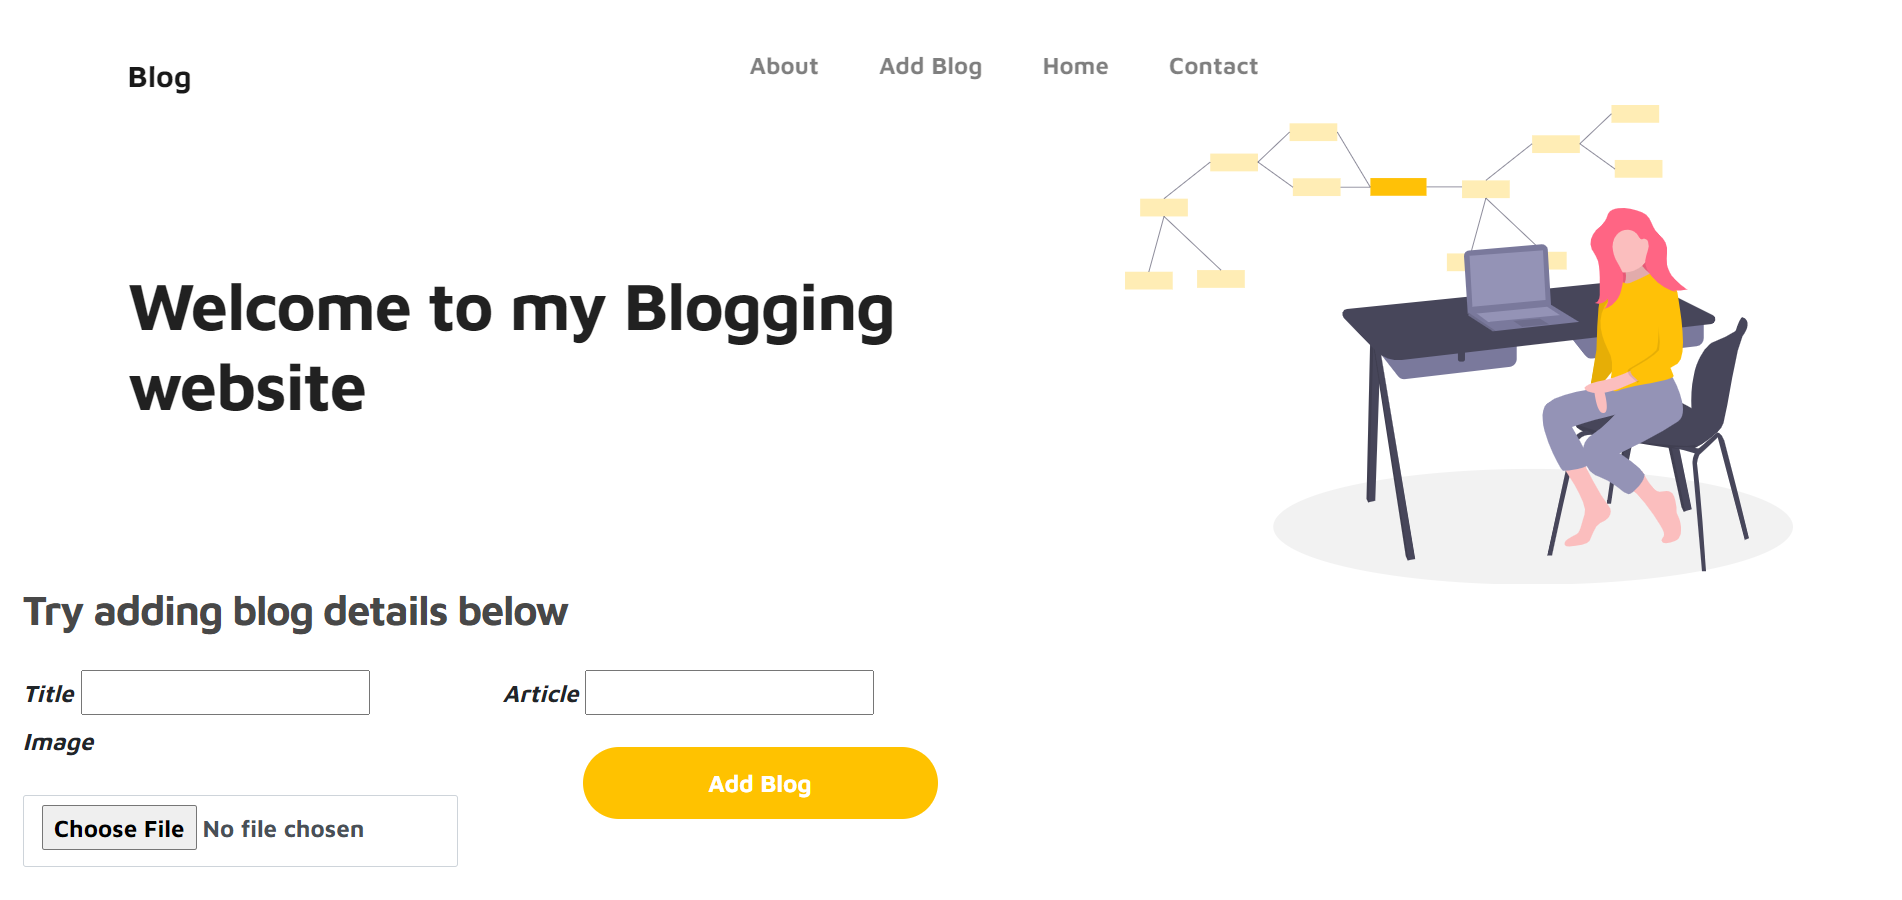 Blog
About
Add Blog
Home
Contact
Welcome to my Blogging
website
Try adding blog details below
Title
Article
Image
Add Blog
Choose File No file chosen